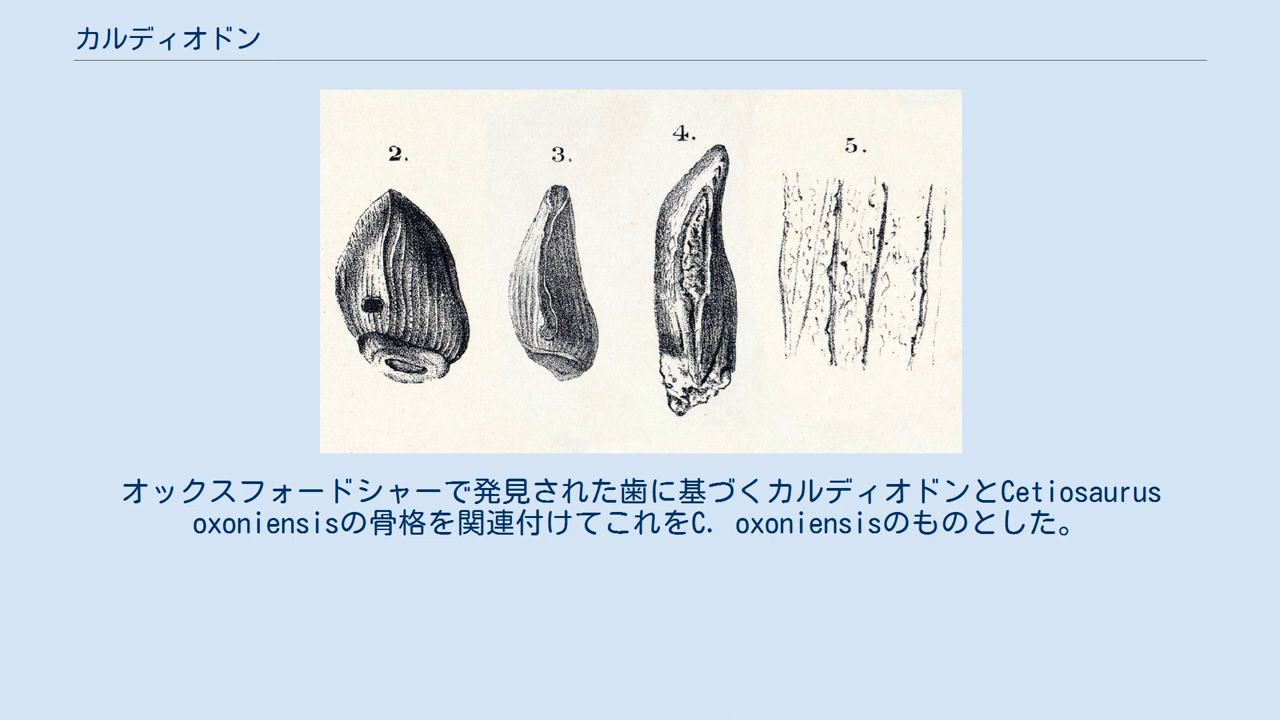 カルディオドン
2. 3. 4. 5.
オックスフォードシャーで発見された歯に基づくカルディオドンとCetiosaurus
oxoniensisの骨格を関連付けてこれをC. oxoniensisのものとした。